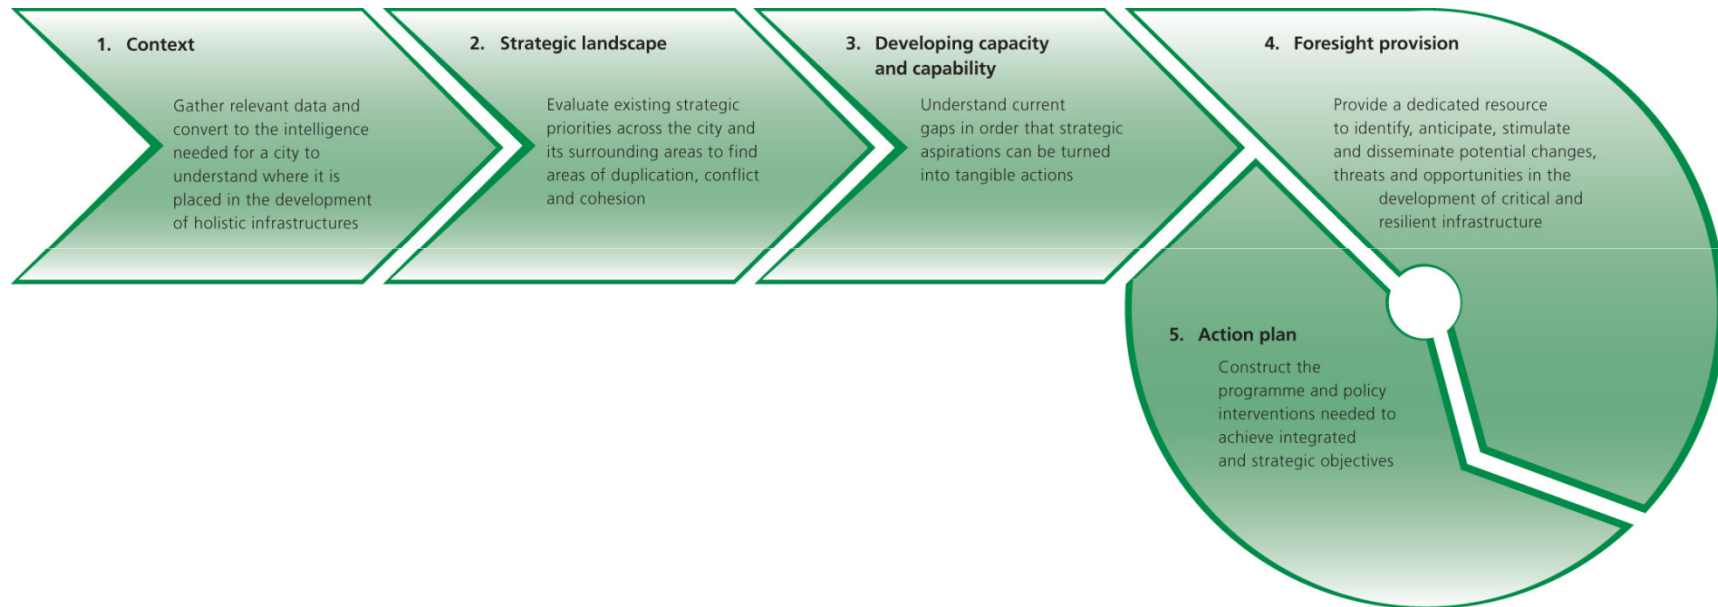 1. Context
Gather relevant data and
convert to the intelligence
needed for a city to
understand where it is
placed in the development
of holistic infrastructures
2. Strategic landscape
Evaluate existing strategic
priorities across the city and
its surrounding areas to find
areas of duplication, conflict
and cohesion
3. Developing capacity
and capability
Understand current
gaps in order that strategic
aspirations can be turned
into tangible actions
4. Foresight provision
Provide a dedicated resource
to identify, anticipate, stimulate
and disseminate potential changes,
threats and opportunities in the
development of critical and
resilient infrastructure
5. Action plan
Construct the
programme and policy
interventions needed to
achieve integrated
and strategic objectives